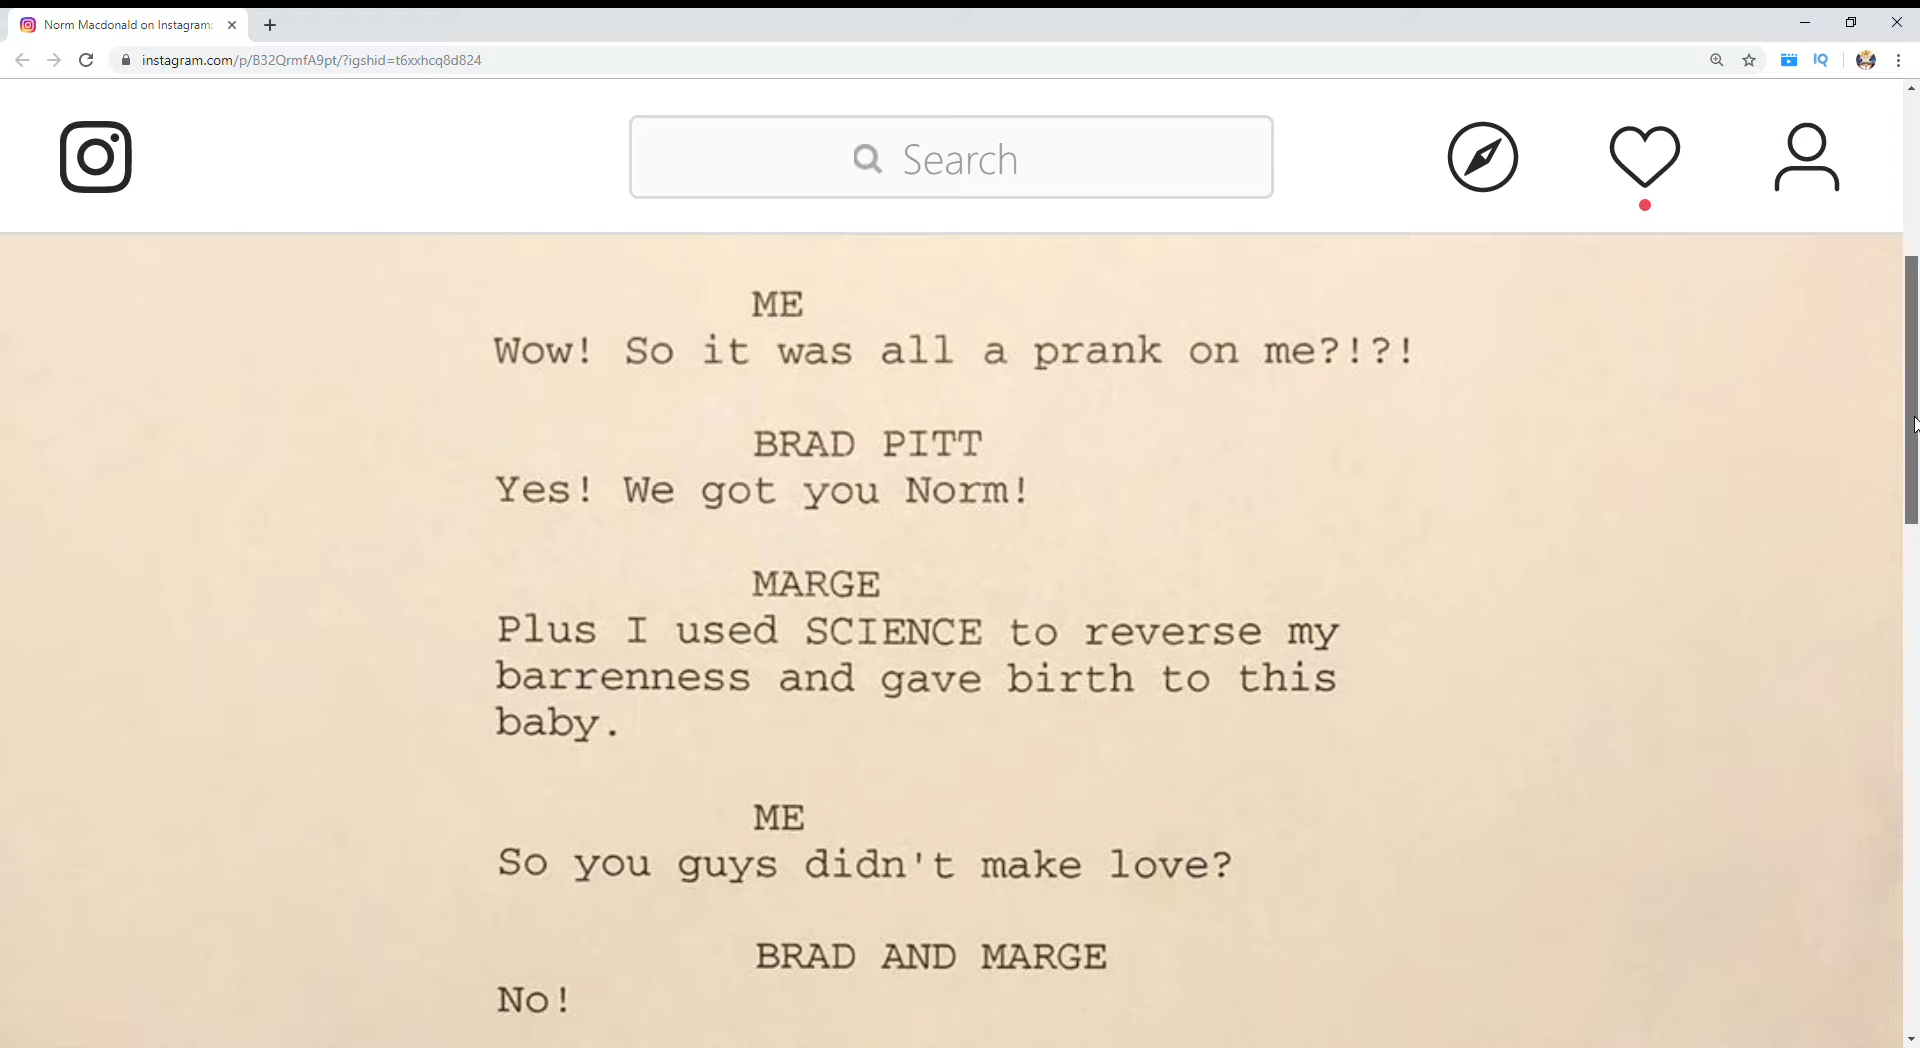 Norm Macdonald on Instagram:
instagram.com/p/B32QrmfA9pt/?igshid=t6xxhcq8d824
IQ
Search
ME
Wow! So it was all a prank on me?!?!
BRAD PITT
Yes! We got you Norm!
MARGE
Plus I used SCIENCE to reverse my
barrenness and gave birth to this
baby.
ME
So you guys didn't make love?
BRAD AND MARGE
No!